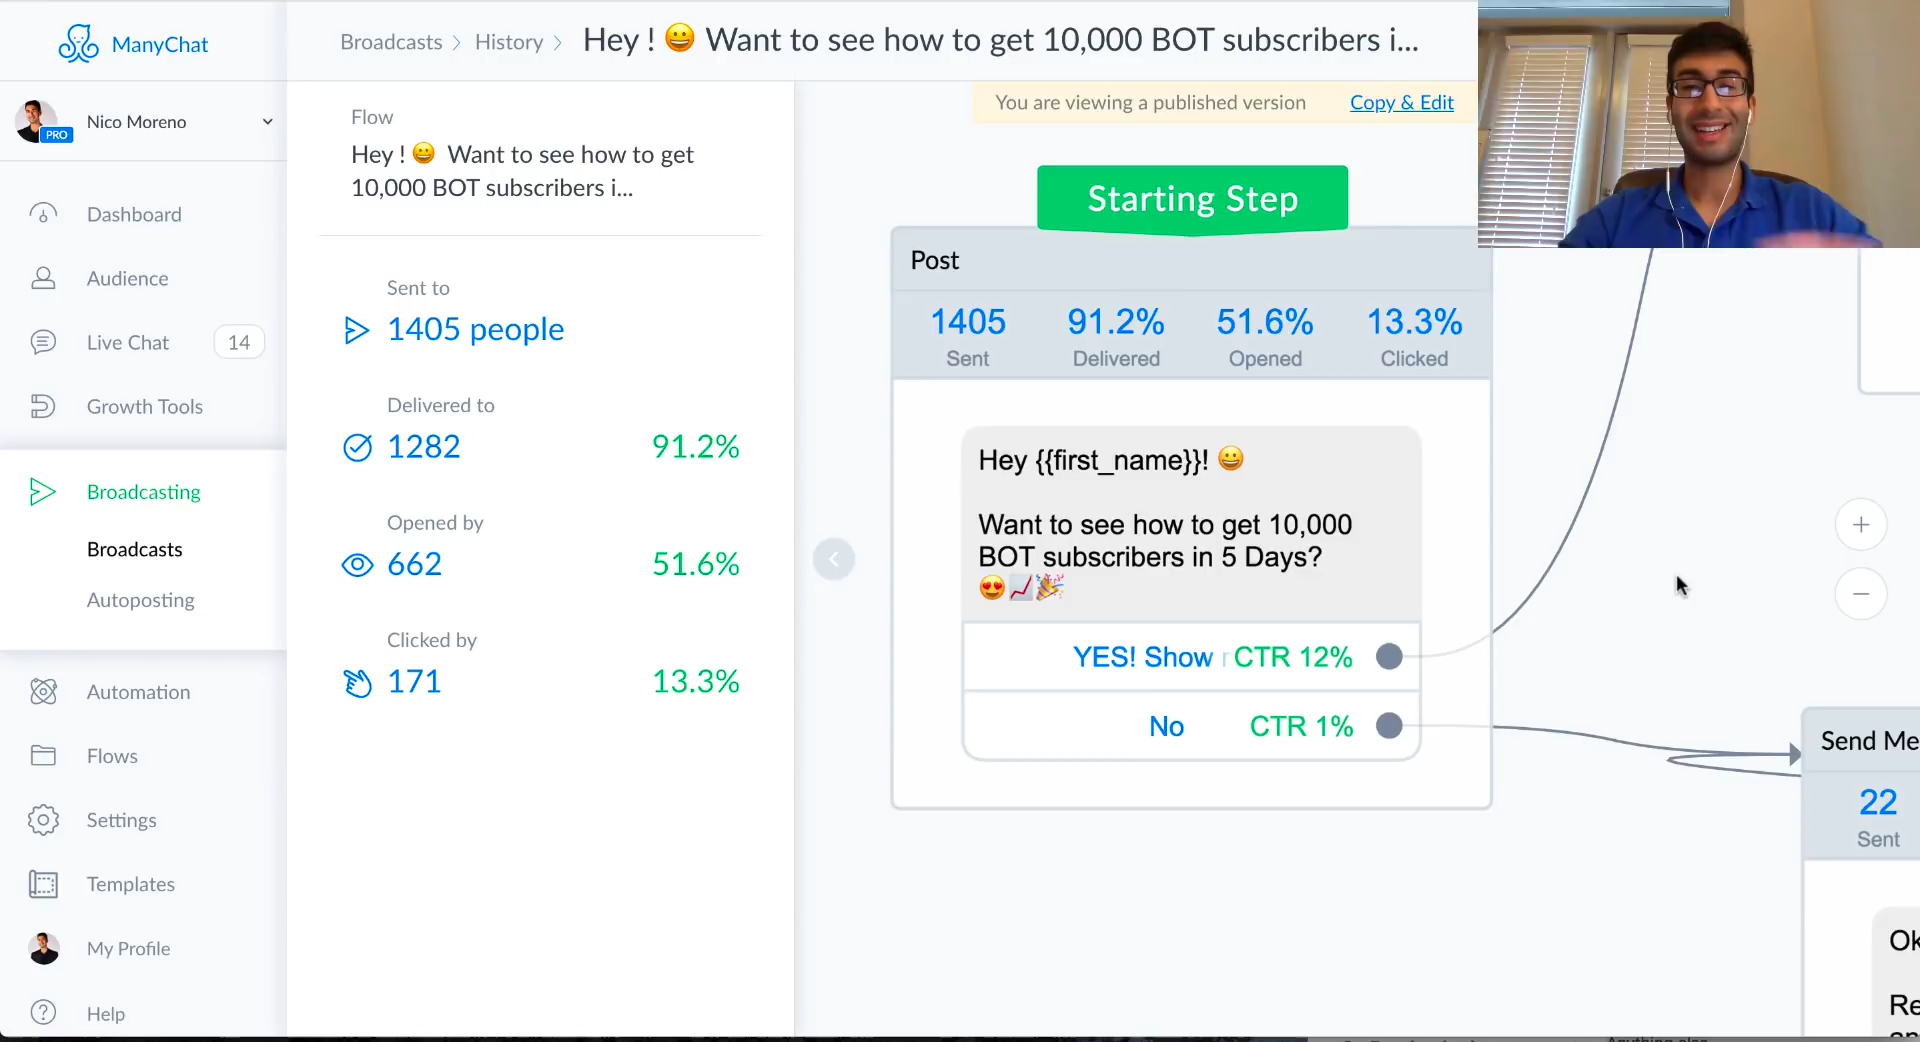 ManyChat
Broadcasts > History > Hey ! 😀 Want to see how to get 10,000 BOT subscribers i...
Nico Moreno
PRO
Dashboard
Audience
Live Chat 14
Growth Tools
Broadcasting
Broadcasts
Autoposting
Automation
Flows
Settings
Templates
My Profile
Help
Flow
Hey ! 😀 Want to see how to get
10,000 BOT subscribers i...
Sent to
1405 people
Delivered to
1282 91.2%
Opened by
662 51.6%
Clicked by
171 13.3%
You are viewing a published version Copy & Edit
Starting Step
Post
1405 91.2% 51.6% 13.3%
Sent Delivered Opened Clicked
Hey {{first_name}}! 😀
Want to see how to get 10,000
BOT subscribers in 5 Days?
😍📈🎉
YES! Show CTR 12%
No CTR 1%
Send Me
22
Sent
Ok
Re